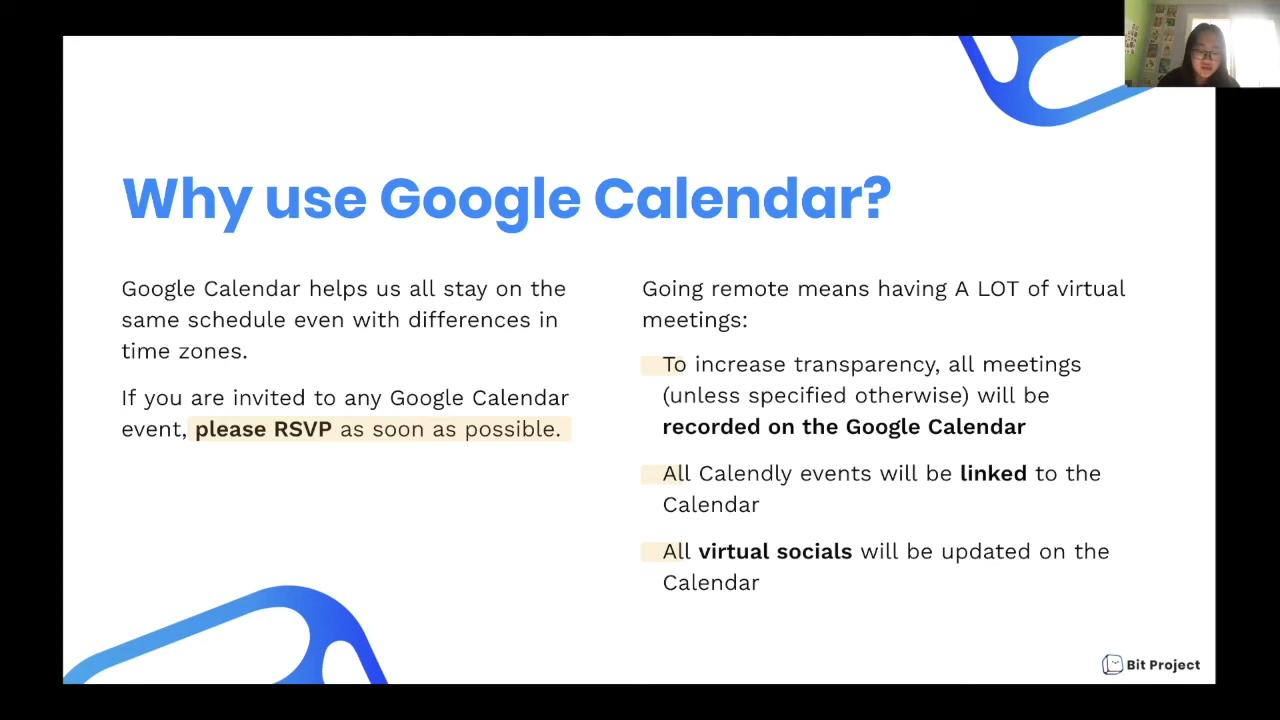 Why use Google Calendar?
Google Calendar helps us all stay on the
same schedule even with differences in
time zones.
If you are invited to any Google Calendar
event, please RSVP as soon as possible.
Going remote means having A LOT of virtual
meetings:
To increase transparency, all meetings
(unless specified otherwise) will be
recorded on the Google Calendar
All Calendly events will be linked to the
Calendar
All virtual socials will be updated on the
Calendar
Bit Project